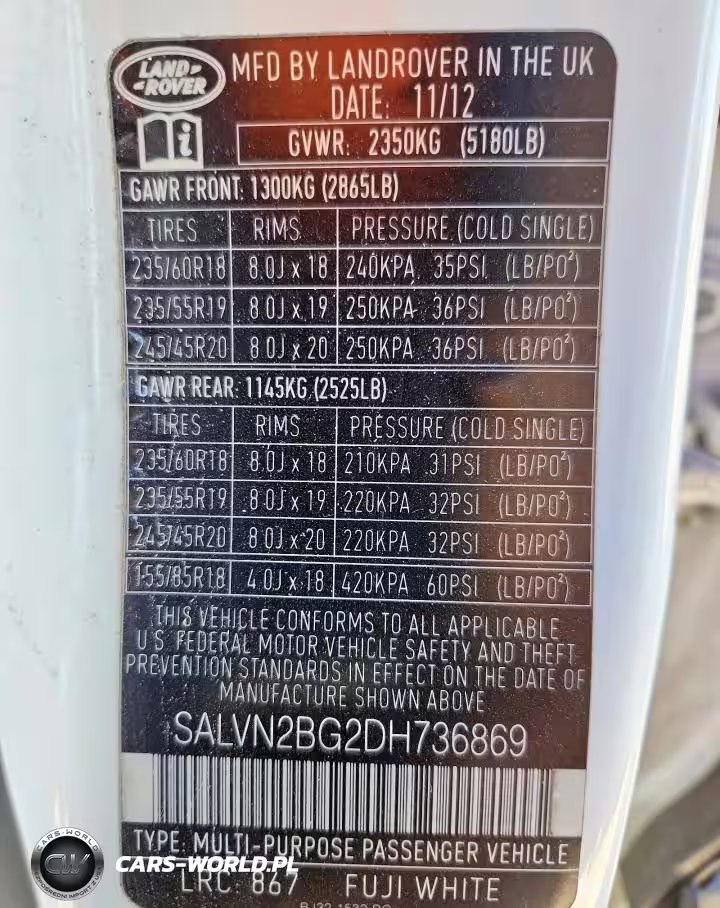 LAND ROVER
MFD BY LANDROVER IN THE UK
DATE: 11/12
i
GVWR: 2350KG (5180LB)
GAWR FRONT: 1300KG (2865LB)
TIRES RIMS PRESSURE (COLD SINGLE)
235/60R18 8.0J x 18 240KPA 35PSI (LB/PO²)
235/55R19 8.0J x 19 250KPA 36PSI (LB/PO²)
245/45R20 8.0J x 20 250KPA 36PSI (LB/PO²)
GAWR REAR: 1145KG (2525LB)
TIRES RIMS PRESSURE (COLD SINGLE)
235/60R18 8.0J x 18 210KPA 31PSI (LB/PO²)
235/55R19 8.0J x 19 220KPA 32PSI (LB/PO²)
245/45R20 8.0J x 20 220KPA 32PSI (LB/PO²)
155/85R18 4.0J x 18 420KPA 60PSI (LB/PO²)
THIS VEHICLE CONFORMS TO ALL APPLICABLE
U.S. FEDERAL MOTOR VEHICLE SAFETY AND THEFT
PREVENTION STANDARDS IN EFFECT ON THE DATE OF
MANUFACTURE SHOWN ABOVE
SALVN2BG2DH736869
TYPE: MULTI-PURPOSE PASSENGER VEHICLE
CARS-WORLD
CW
CARS-WORLD.PL
LRC: 867 FUJI WHITE